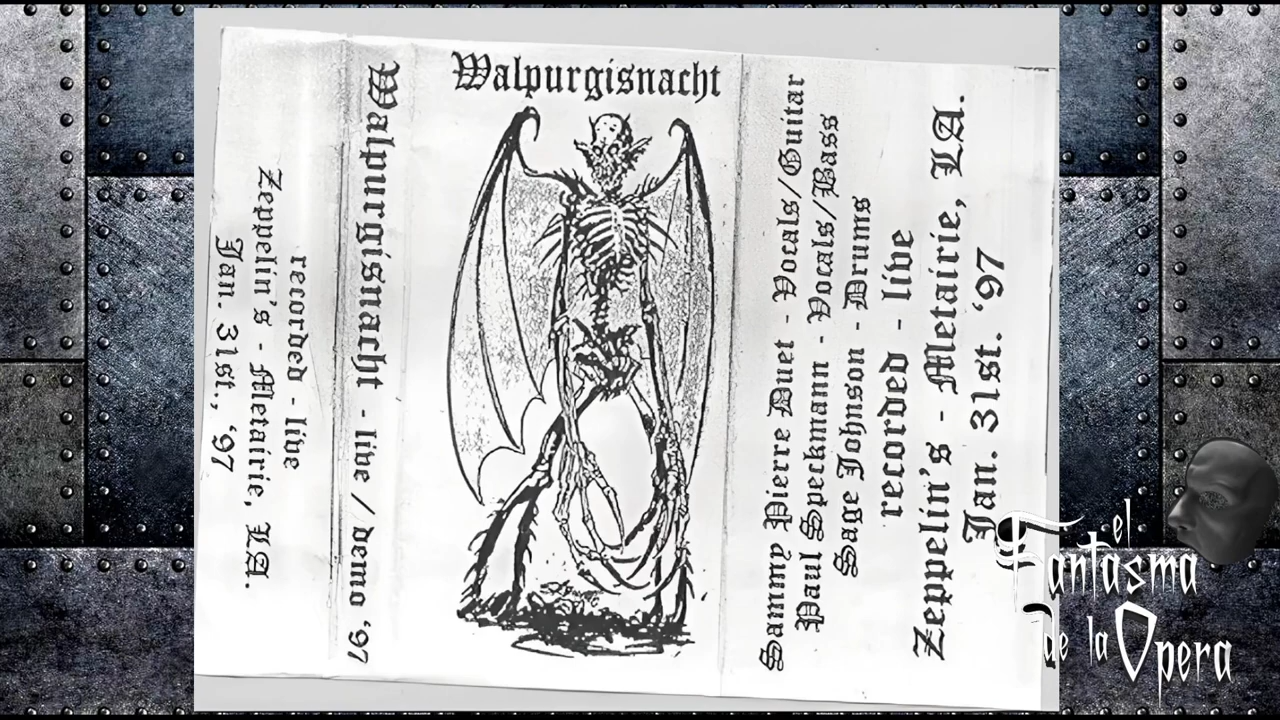 recorded - live
Zeppelin's - Metairie, LA.
Jan. 31st., '97
Walpurgisnacht - live / demo '97
Walpurgisnacht
Sammy Pierre Duet - Vocals/Guitar
Paul Speckmann - Vocals/Bass
Sage Johnson - Drums
recorded - live
Zeppelin's - Metairie, LA.
Jan. 31st. '97
el
Fantasma
de la Opera